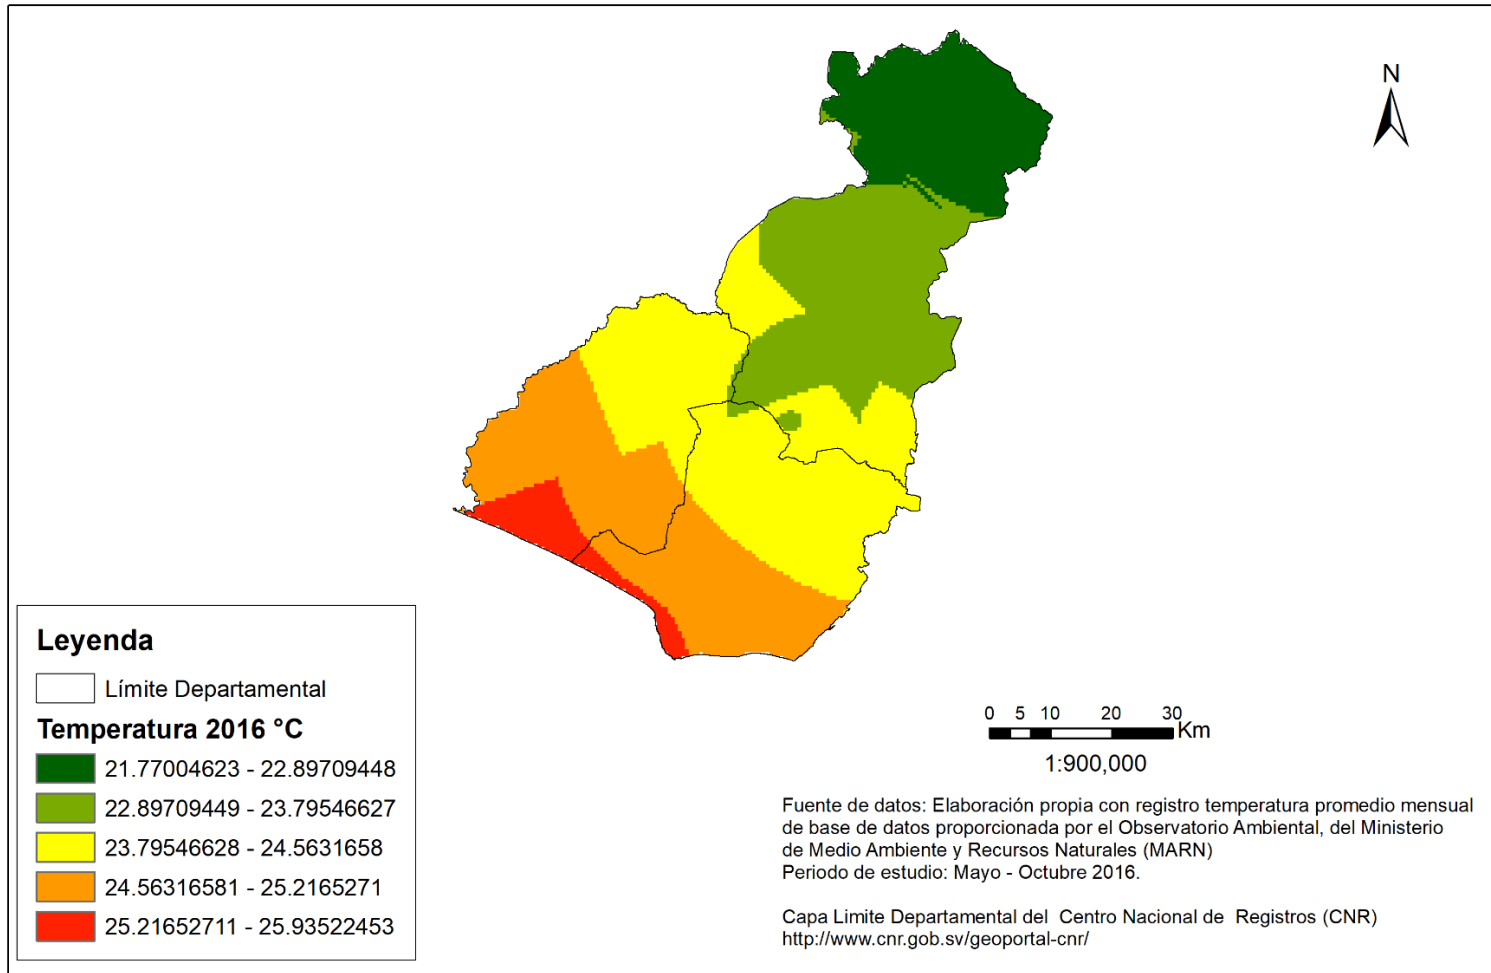 N
Leyenda
Límite Departamental
Temperatura 2016 °C
21.77004623 - 22.89709448
22.89709449 - 23.79546627
23.79546628 - 24.5631658
24.56316581 - 25.2165271
25.21652711 - 25.93522453
0 5 10 20 30
Km
1:900,000
Fuente de datos: Elaboración propia con registro temperatura promedio mensual
de base de datos proporcionada por el Observatorio Ambiental, del Ministerio
de Medio Ambiente y Recursos Naturales (MARN)
Periodo de estudio: Mayo - Octubre 2016.
Capa Limite Departamental del Centro Nacional de Registros (CNR)
http://www.cnr.gob.sv/geoportal-cnr/